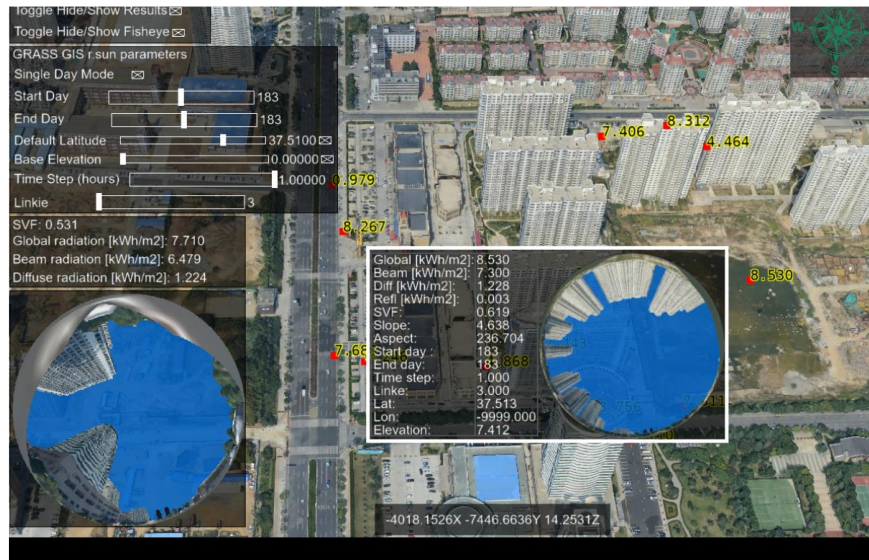 Toggle Hide/Show Results
Toggle Hide/Show Fisheye
GRASS GIS r.sun parameters
Single Day Mode
Start Day 183
End Day 183
Default Latitude 37.5100
Base Elevation 0.00000
Time Step (hours) 1.00000
Linkie 3
SVF: 0.531
Global radiation [kWh/m2]: 7.710
Beam radiation [kWh/m2]: 6.479
Diffuse radiation [kWh/m2]: 1.224
W
S
7.406
8.312
4.464
0.979
8.267
8.530
Global [kWh/m2]: 8.530
Beam [kWh/m2]: 7.300
Diff [kWh/m2]: 1.228
Refl [kWh/m2]: 0.003
SVF: 0.619
Slope: 4.638
Aspect: 236.704
Start day : 183
End day: 183
Time step: 1.000
Linke: 3.000
Lat: 37.513
Lon: -9999.000
Elevation: 7.412
-4018.1526X -7446.6636Y 14.2531Z